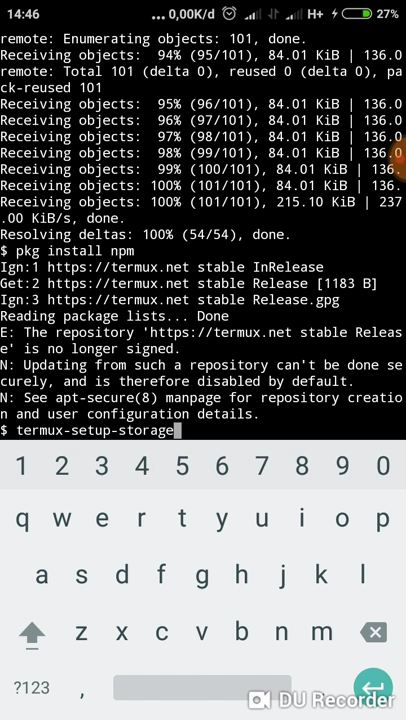 14:46 ... 0,00K/d H+ 27%
remote: Enumerating objects: 101, done.
Receiving objects:  94% (95/101), 84.01 KiB | 136.0
remote: Total 101 (delta 0), reused 0 (delta 0), pa
ck-reused 101
Receiving objects:  95% (96/101), 84.01 KiB | 136.0
Receiving objects:  96% (97/101), 84.01 KiB | 136.0
Receiving objects:  97% (98/101), 84.01 KiB | 136.0
Receiving objects:  98% (99/101), 84.01 KiB | 136.0
Receiving objects:  99% (100/101), 84.01 KiB | 136.
Receiving objects: 100% (101/101), 84.01 KiB | 136.
Receiving objects: 100% (101/101), 215.10 KiB | 237
.00 KiB/s, done.
Resolving deltas: 100% (54/54), done.
$ pkg install npm
Ign:1 https://termux.net stable InRelease
Get:2 https://termux.net stable Release [1183 B]
Ign:3 https://termux.net stable Release.gpg
Reading package lists... Done
E: The repository 'https://termux.net stable Releas
e' is no longer signed.
N: Updating from such a repository can't be done se
curely, and is therefore disabled by default.
N: See apt-secure(8) manpage for repository creatio
n and user configuration details.
$ termux-setup-storage
1 2 3 4 5 6 7 8 9 0
q w e r t y u i o p
a s d f g h j k l
z x c v b n m
?123 ,
DU Recorder